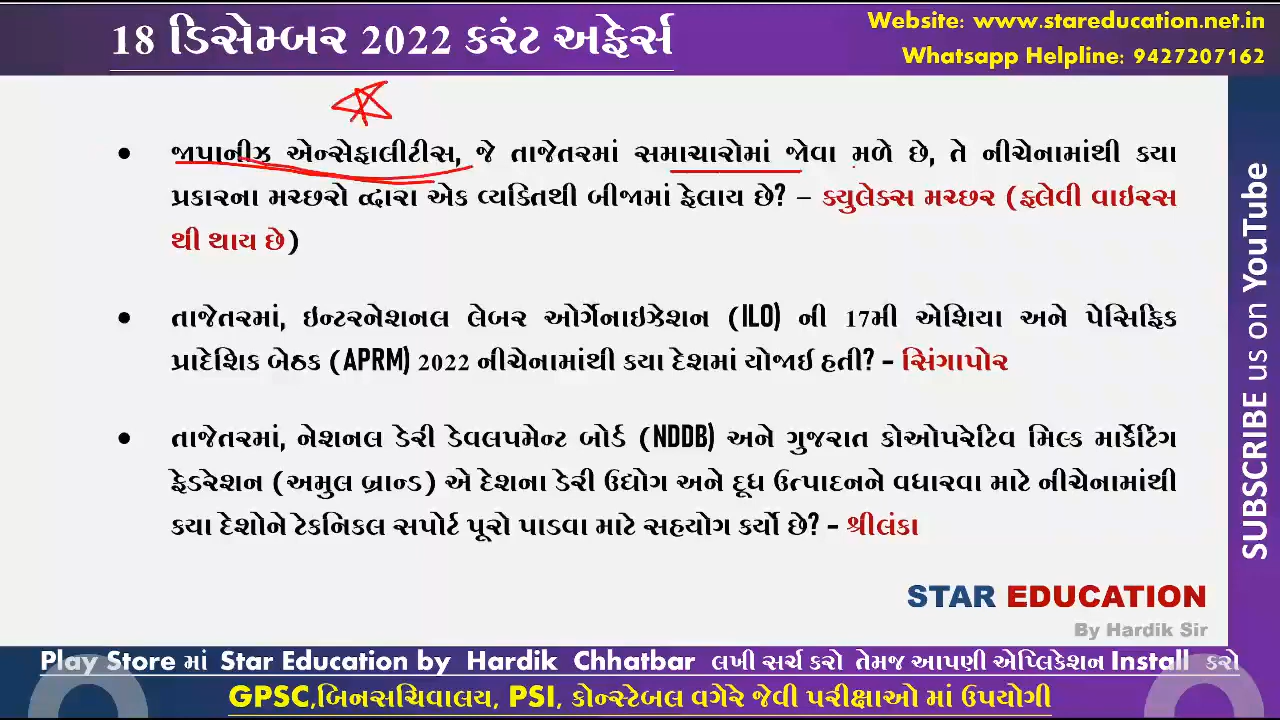 18 ડિસેમ્બર 2022 કરંટ અફેર્સ
Website: www.stareducation.net.in
Whatsapp Helpline: 9427207162
• જાપાનીઝ એન્સેફાલીટીસ, જે તાજેતરમાં સમાચારોમાં જોવા મળે છે, તે નીચેનામાંથી કયા
પ્રકારના મચ્છરો દ્વારા એક વ્યક્તિથી બીજામાં ફેલાય છે? – ક્યુલેક્સ મચ્છર (ફ્લેવી વાઇરસ
થી થાય છે)
• તાજેતરમાં, ઇન્ટરનેશનલ લેબર ઓર્ગેનાઇઝેશન (ILO) ની 17મી એશિયા અને પેસિફિક
પ્રાદેશિક બેઠક (APRM) 2022 નીચેનામાંથી કયા દેશમાં યોજાઈ હતી? - સિંગાપોર
• તાજેતરમાં, નેશનલ ડેરી ડેવલપમેન્ટ બોર્ડ (NDDB) અને ગુજરાત કોઓપરેટિવ મિલ્ક માર્કેટિંગ
ફેડરેશન (અમુલ બ્રાન્ડ) એ દેશના ડેરી ઉદ્યોગ અને દૂધ ઉત્પાદનને વધારવા માટે નીચેનામાંથી
કયા દેશોને ટેકનિકલ સપોર્ટ પૂરો પાડવા માટે સહયોગ કર્યો છે? - શ્રીલંકા
STAR EDUCATION
By Hardik Sir
SUBSCRIBE us on YouTube
Play Store માં Star Education by Hardik Chhatbar લખી સર્ચ કરો તેમજ આપણી એપ્લિકેશન Install કરો
GPSC,બિનસચિવાલય, PSI, કોન્સ્ટેબલ વગેરે જેવી પરીક્ષાઓ માં ઉપયોગી